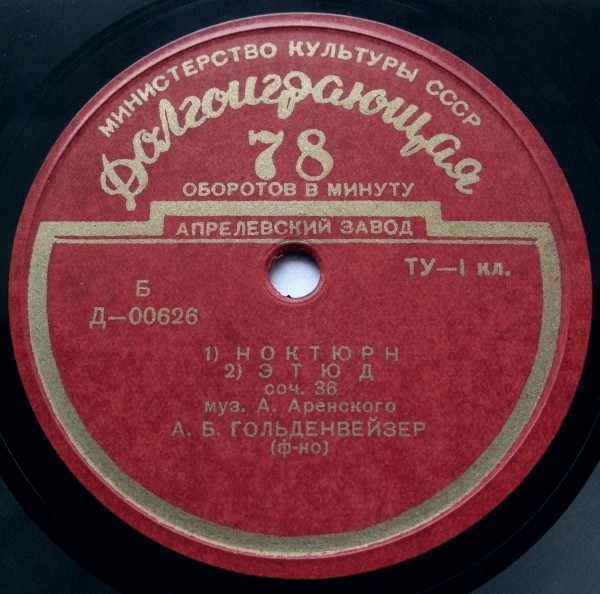 МИНИСТЕРСТВО КУЛЬТУРЫ СССР
Долгоиграющая
78
ОБОРОТОВ В МИНУТУ
АПРЕЛЕВСКИЙ ЗАВОД
ТУ—I кл.
Б
Д—00626
1) НОКТЮРН
2) ЭТЮД
соч. 36
муз. А. Аренского
А. Б. ГОЛЬДЕНВЕЙЗЕР
(ф-но)